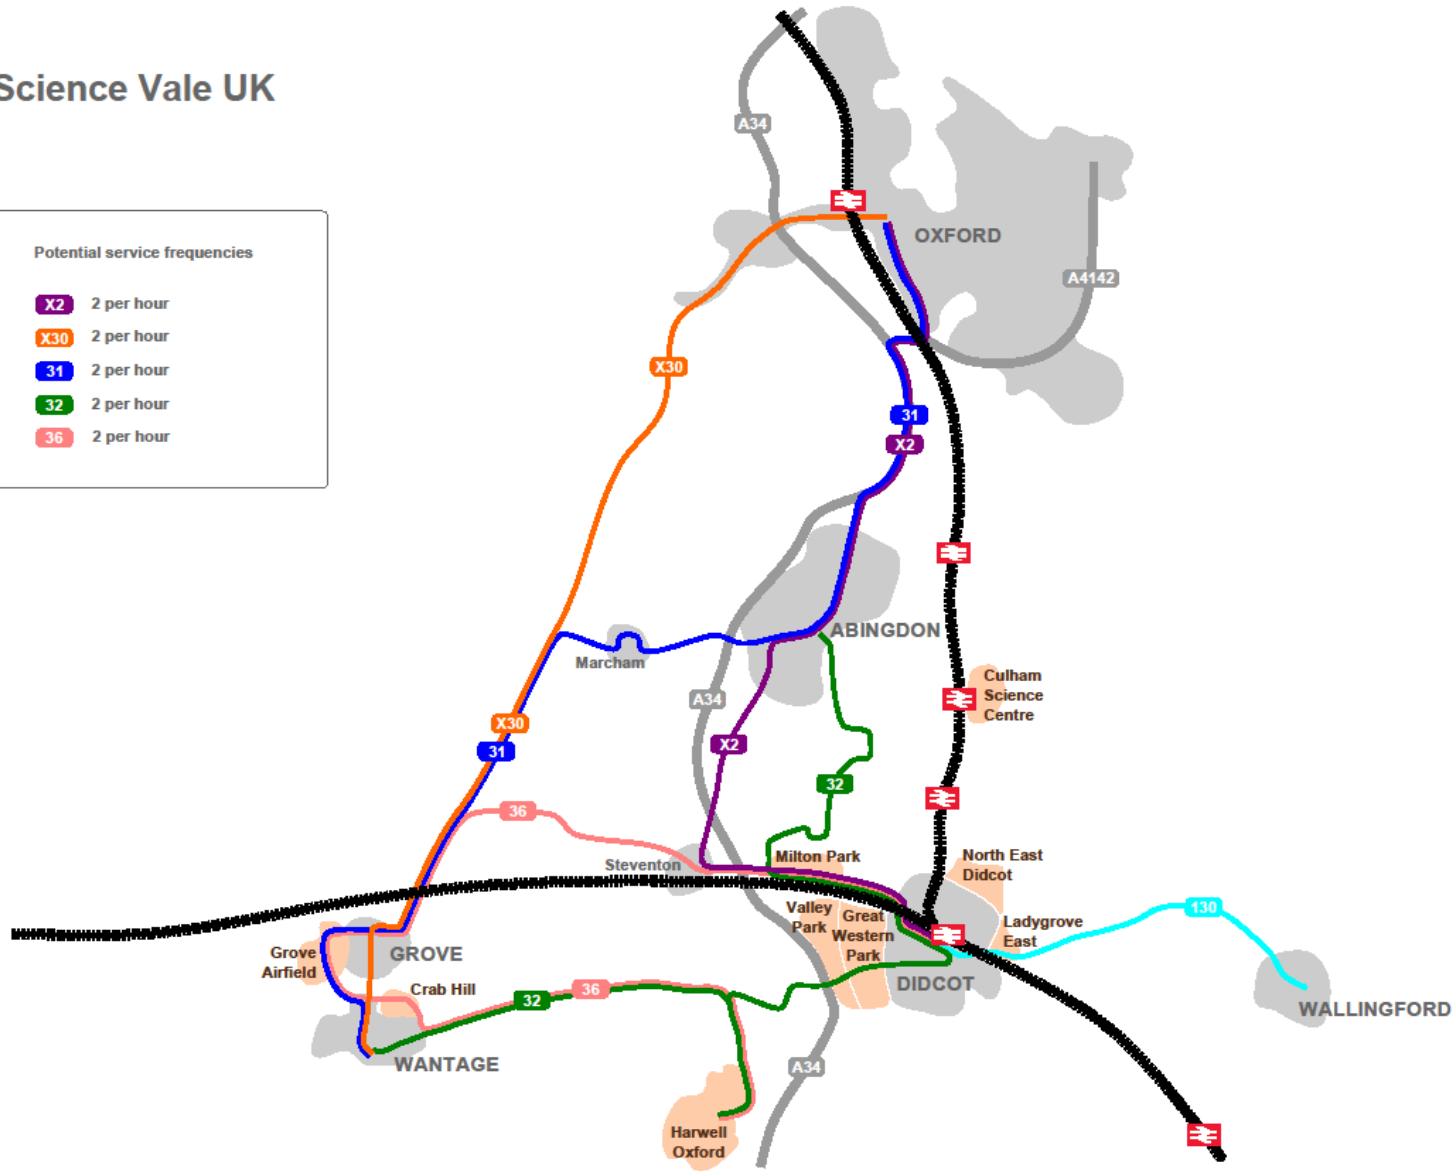 Science Vale UK
Potential service frequencies
X2 2 per hour
X30 2 per hour
31 2 per hour
32 2 per hour
36 2 per hour
A34
OXFORD
A4142
X30
31
X2
ABINGDON
Marcham
Culham
Science
Centre
A34
X30
31
X2
32
36
Steventon
Milton Park
North East
Didcot
Valley
Park
Great
Western
Park
Ladygrove
East
130
Grove
Airfield
GROVE
DIDCOT
Crab Hill
32
36
WALLINGFORD
WANTAGE
A34
Harwell
Oxford